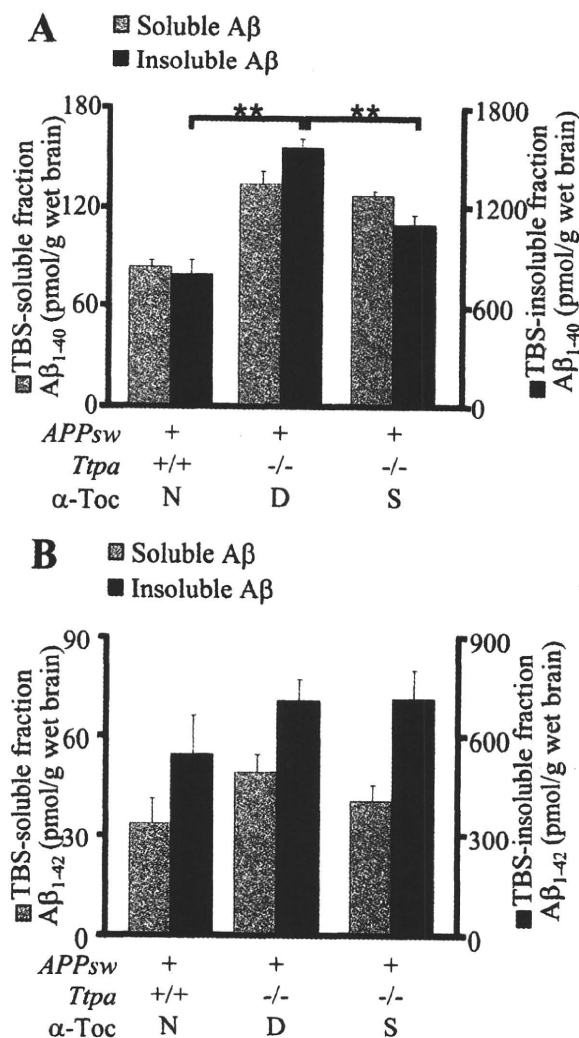 A
Soluble Aβ
Insoluble Aβ
TBS-soluble fraction
Aβ1-40 (pmol/g wet brain)
180
120
60
0
** **
1800
1200
600
0
TBS-insoluble fraction
Aβ1-40 (pmol/g wet brain)
APPsw + + +
Ttpa +/+ -/- -/-
α-Toc N D S
B
Soluble Aβ
Insoluble Aβ
TBS-soluble fraction
Aβ1-42 (pmol/g wet brain)
90
60
30
0
900
600
300
0
TBS-insoluble fraction
Aβ1-42 (pmol/g wet brain)
APPsw + + +
Ttpa +/+ -/- -/-
α-Toc N D S